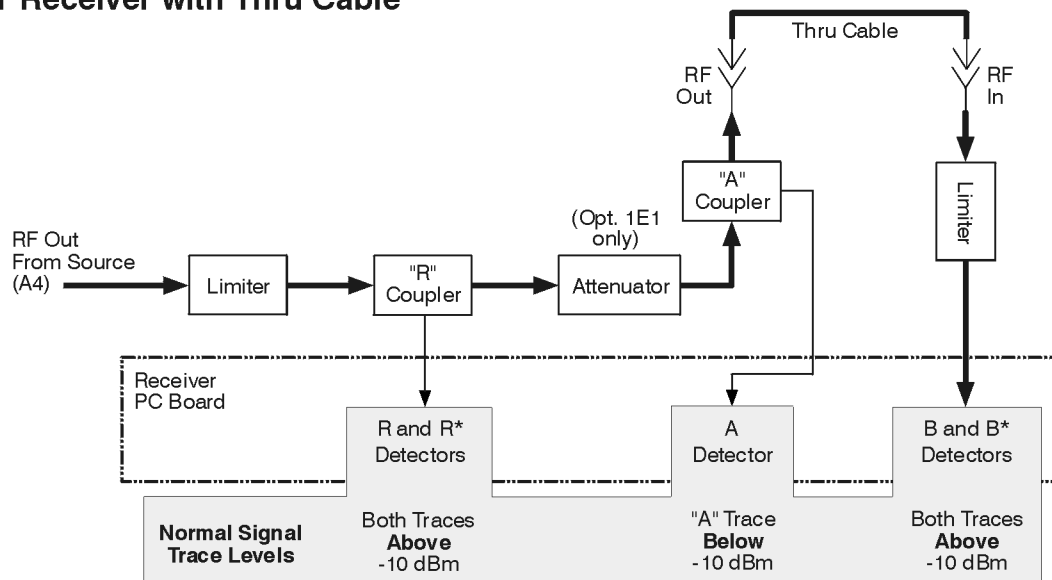 Receiver with Thru Cable
Thru Cable
RF
Out
RF
In
"A"
Coupler
Limiter
(Opt. 1E1
only)
RF Out
From Source
(A4)
Limiter
"R"
Coupler
Attenuator
Receiver
PC Board
R and R*
Detectors
A
Detector
B and B*
Detectors
Normal Signal
Trace Levels
Both Traces
Above
-10 dBm
"A" Trace
Below
-10 dBm
Both Traces
Above
-10 dBm